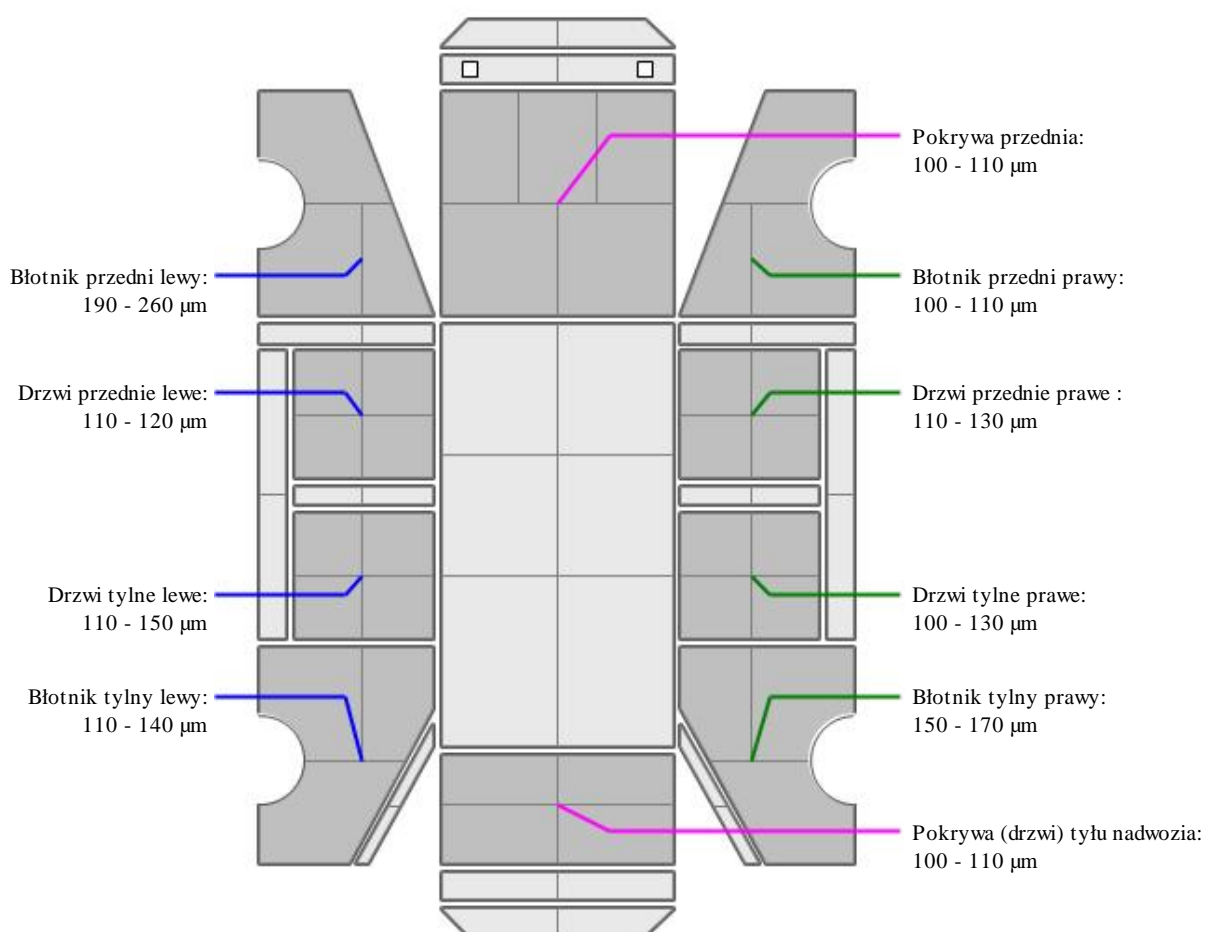 Pokrywa przednia:
100 - 110 µm
Błotnik przedni lewy:
190 - 260 µm
Błotnik przedni prawy:
100 - 110 µm
Drzwi przednie lewe:
110 - 120 µm
Drzwi przednie prawe :
110 - 130 µm
Drzwi tylne lewe:
110 - 150 µm
Drzwi tylne prawe:
100 - 130 µm
Błotnik tylny lewy:
110 - 140 µm
Błotnik tylny prawy:
150 - 170 µm
Pokrywa (drzwi) tyłu nadwozia:
100 - 110 µm